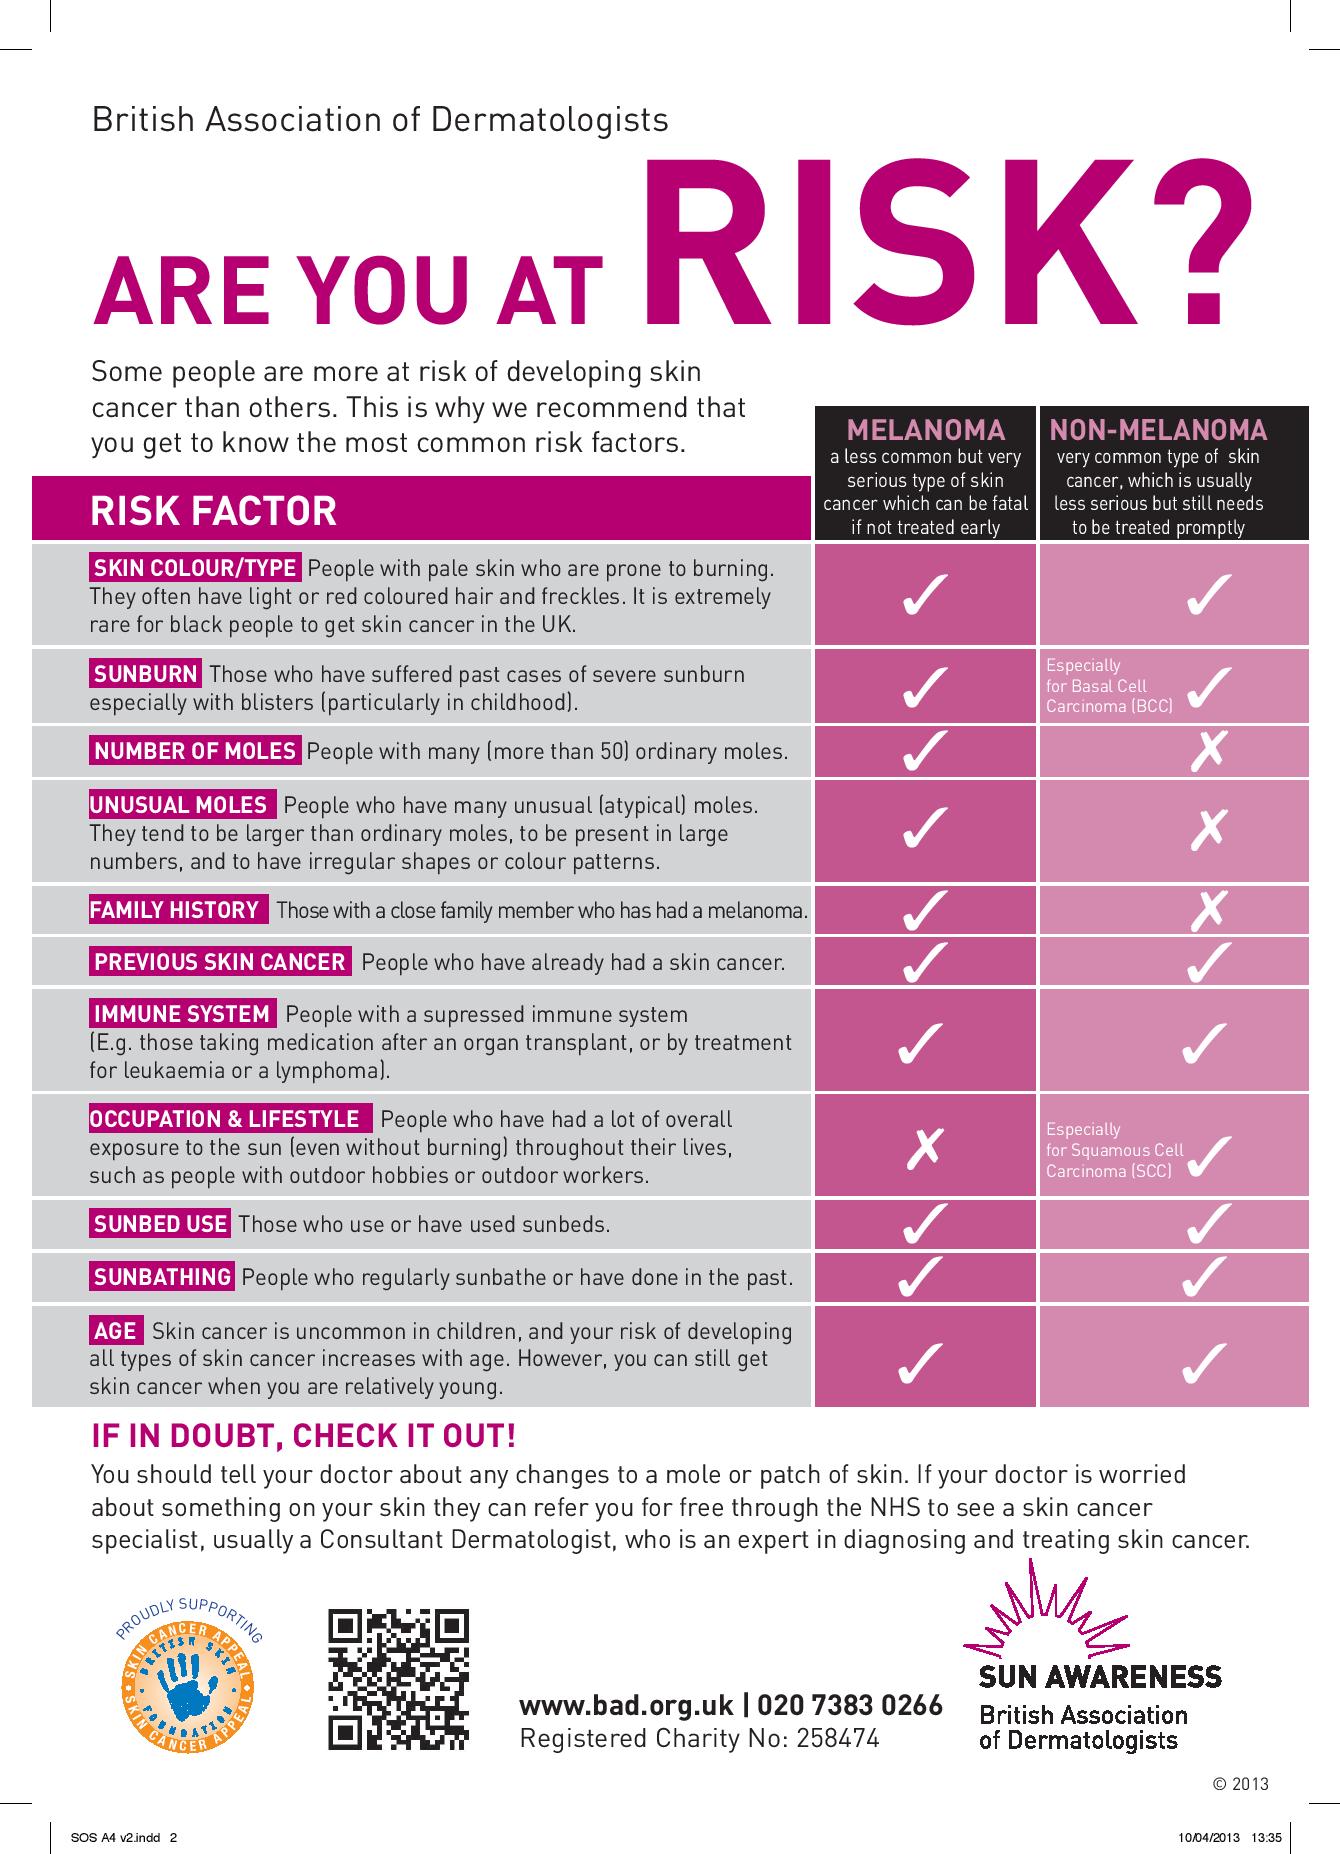 British Association of Dermatologists
ARE YOU AT RISK?
Some people are more at risk of developing skin
cancer than others. This is why we recommend that
you get to know the most common risk factors.
MELANOMA
a less common but very
serious type of skin
cancer which can be fatal
if not treated early
NON-MELANOMA
very common type of skin
cancer, which is usually
less serious but still needs
to be treated promptly
RISK FACTOR
SKIN COLOUR/TYPE People with pale skin who are prone to burning.
They often have light or red coloured hair and freckles. It is extremely
rare for black people to get skin cancer in the UK.
✓ ✓
SUNBURN Those who have suffered past cases of severe sunburn
especially with blisters (particularly in childhood).
✓
Especially
for Basal Cell
Carcinoma (BCC) ✓
NUMBER OF MOLES People with many (more than 50) ordinary moles. ✓ ✗
UNUSUAL MOLES People who have many unusual (atypical) moles.
They tend to be larger than ordinary moles, to be present in large
numbers, and to have irregular shapes or colour patterns.
✓ ✗
FAMILY HISTORY Those with a close family member who has had a melanoma. ✓ ✗
PREVIOUS SKIN CANCER People who have already had a skin cancer. ✓ ✓
IMMUNE SYSTEM People with a supressed immune system
(E.g. those taking medication after an organ transplant, or by treatment
for leukaemia or a lymphoma).
✓ ✓
OCCUPATION & LIFESTYLE People who have had a lot of overall
exposure to the sun (even without burning) throughout their lives,
such as people with outdoor hobbies or outdoor workers.
✗
Especially
for Squamous Cell
Carcinoma (SCC) ✓
SUNBED USE Those who use or have used sunbeds. ✓ ✓
SUNBATHING People who regularly sunbathe or have done in the past. ✓ ✓
AGE Skin cancer is uncommon in children, and your risk of developing
all types of skin cancer increases with age. However, you can still get
skin cancer when you are relatively young.
✓ ✓
IF IN DOUBT, CHECK IT OUT!
You should tell your doctor about any changes to a mole or patch of skin. If your doctor is worried
about something on your skin they can refer you for free through the NHS to see a skin cancer
specialist, usually a Consultant Dermatologist, who is an expert in diagnosing and treating skin cancer.
PROUDLY SUPPORTING
SKIN CANCER APPEAL
BRITISH SKIN
FOUNDATION
SKIN CANCER APPEAL
www.bad.org.uk | 020 7383 0266
Registered Charity No: 258474
SUN AWARENESS
British Association
of Dermatologists
© 2013
SOS A4 v2.indd 2
10/04/2013 13:35